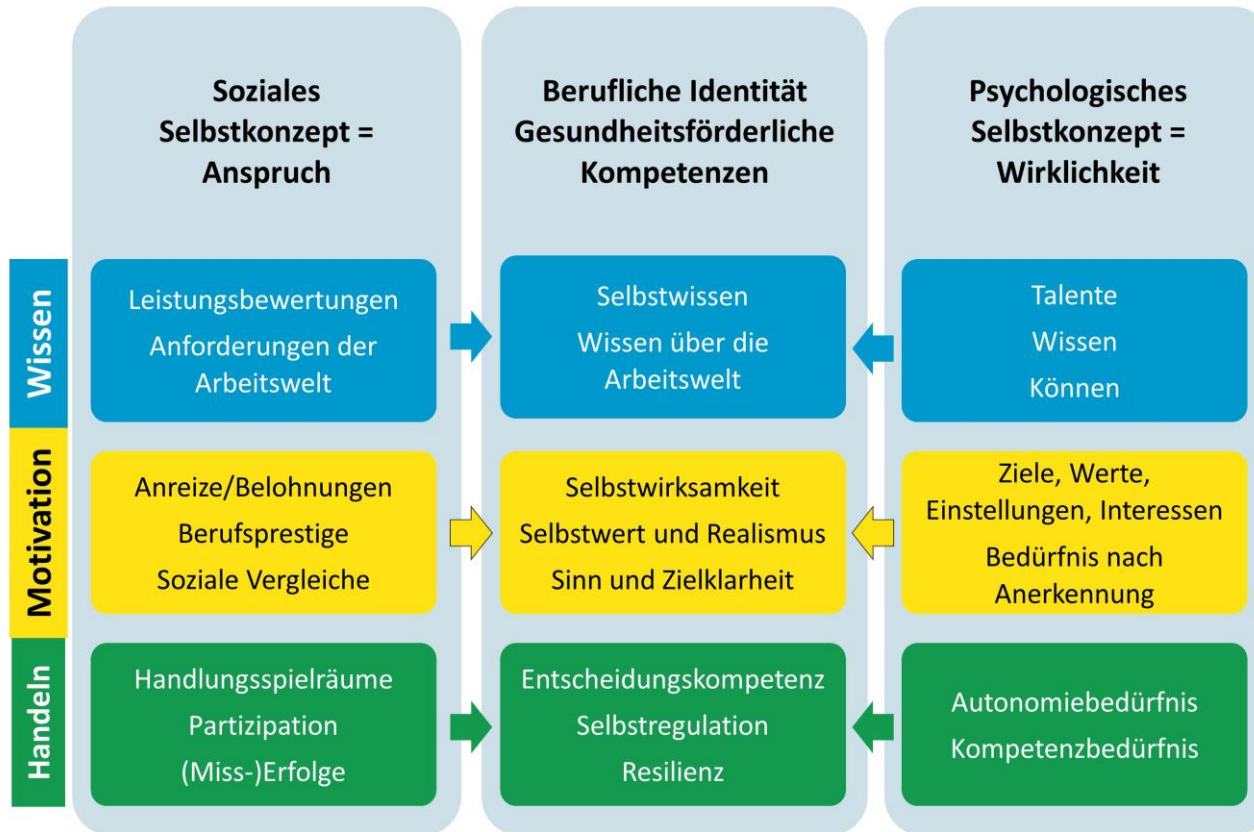 Soziales
Selbstkonzept =
Anspruch
Berufliche Identität
Gesundheitsförderliche
Kompetenzen
Psychologisches
Selbstkonzept =
Wirklichkeit
Wissen
Leistungsbewertungen
Anforderungen der
Arbeitswelt
Selbstwissen
Wissen über die
Arbeitswelt
Talente
Wissen
Können
Motivation
Anreize/Belohnungen
Berufsprestige
Soziale Vergleiche
Selbstwirksamkeit
Selbstwert und Realismus
Sinn und Zielklarheit
Ziele, Werte,
Einstellungen, Interessen
Bedürfnis nach
Anerkennung
Handeln
Handlungsspielräume
Partizipation
(Miss-)Erfolge
Entscheidungskompetenz
Selbstregulation
Resilienz
Autonomiebedürfnis
Kompetenzbedürfnis